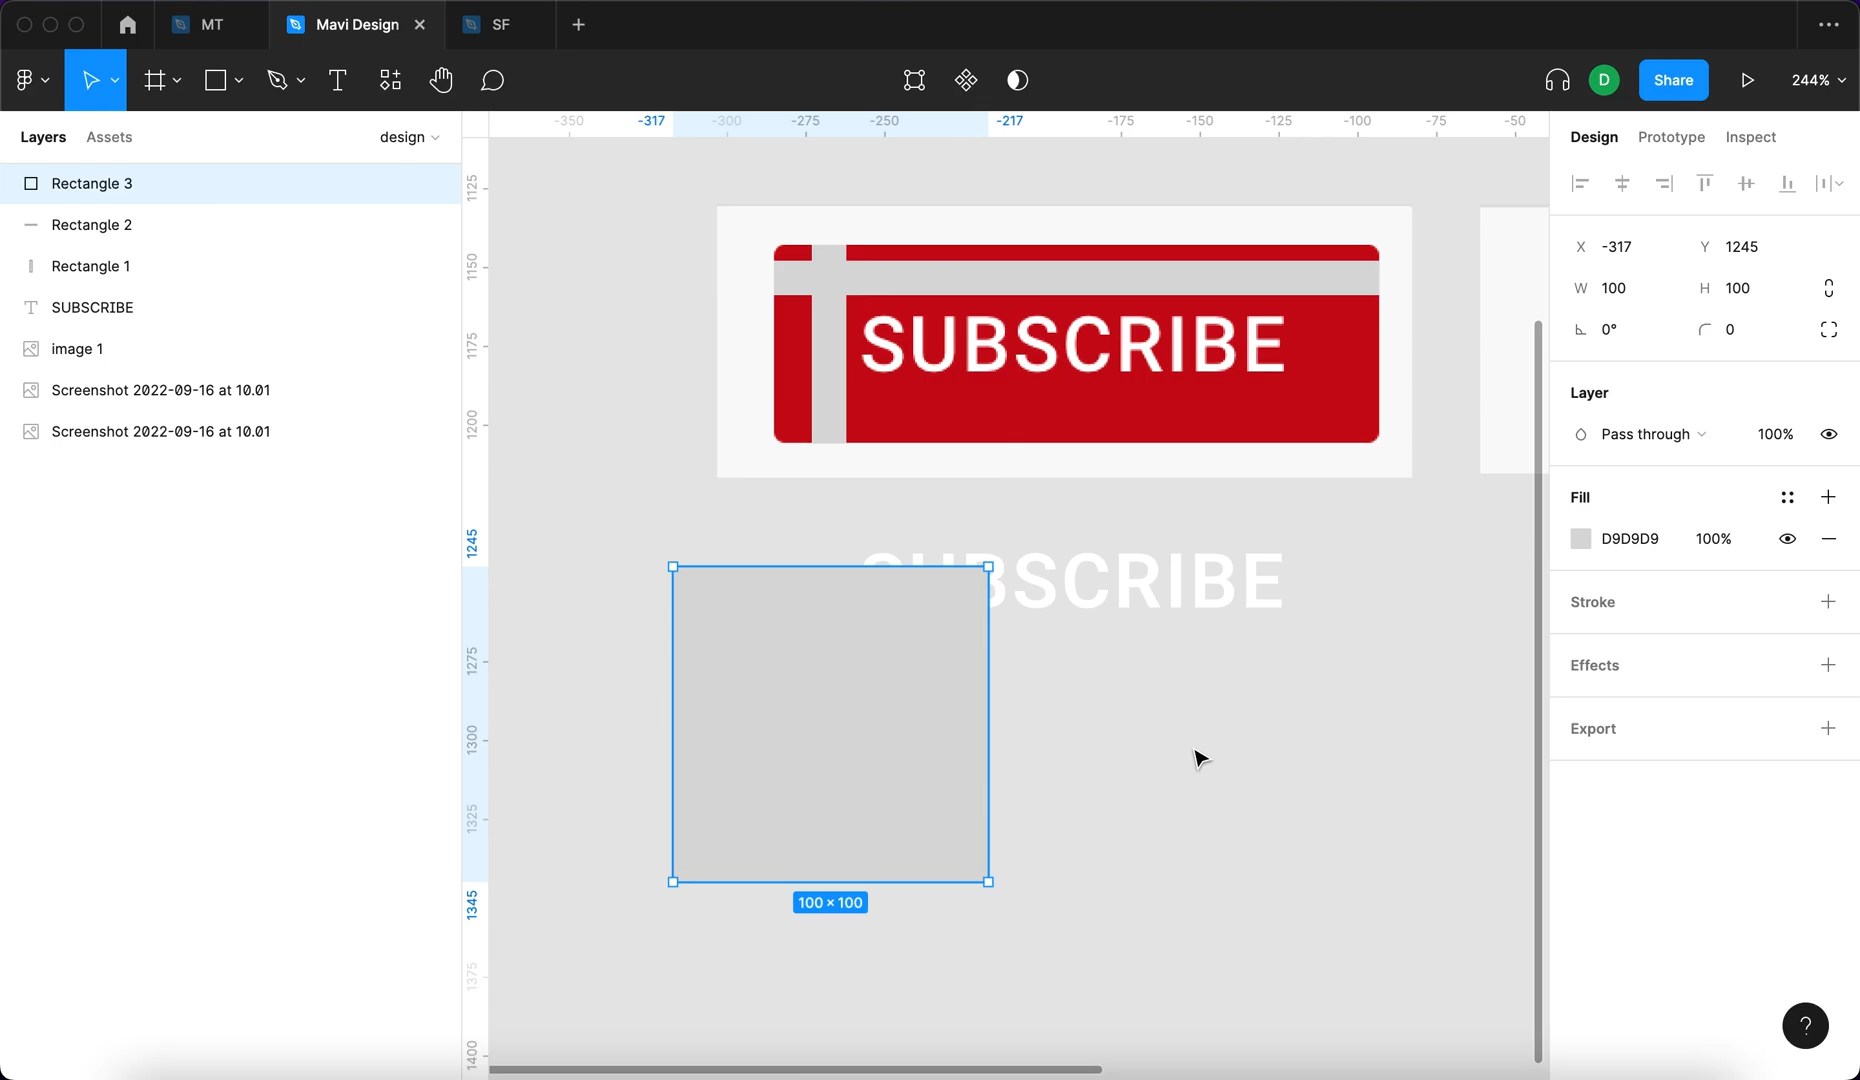 MT
Mavi Design
SF
D
Share
244%
Layers
Assets
design
Rectangle 3
Rectangle 2
Rectangle 1
SUBSCRIBE
image 1
Screenshot 2022-09-16 at 10.01
Screenshot 2022-09-16 at 10.01
-350
-317
-300
-275
-250
-217
-175
-150
-125
-100
-75
-50
1125
1150
1175
1200
1245
1275
1300
1325
1345
1375
1400
SUBSCRIBE
SUBSCRIBE
100 × 100
Design
Prototype
Inspect
X -317
Y 1245
W 100
H 100
0°
0
Layer
Pass through
100%
Fill
D9D9D9
100%
Stroke
Effects
Export
?